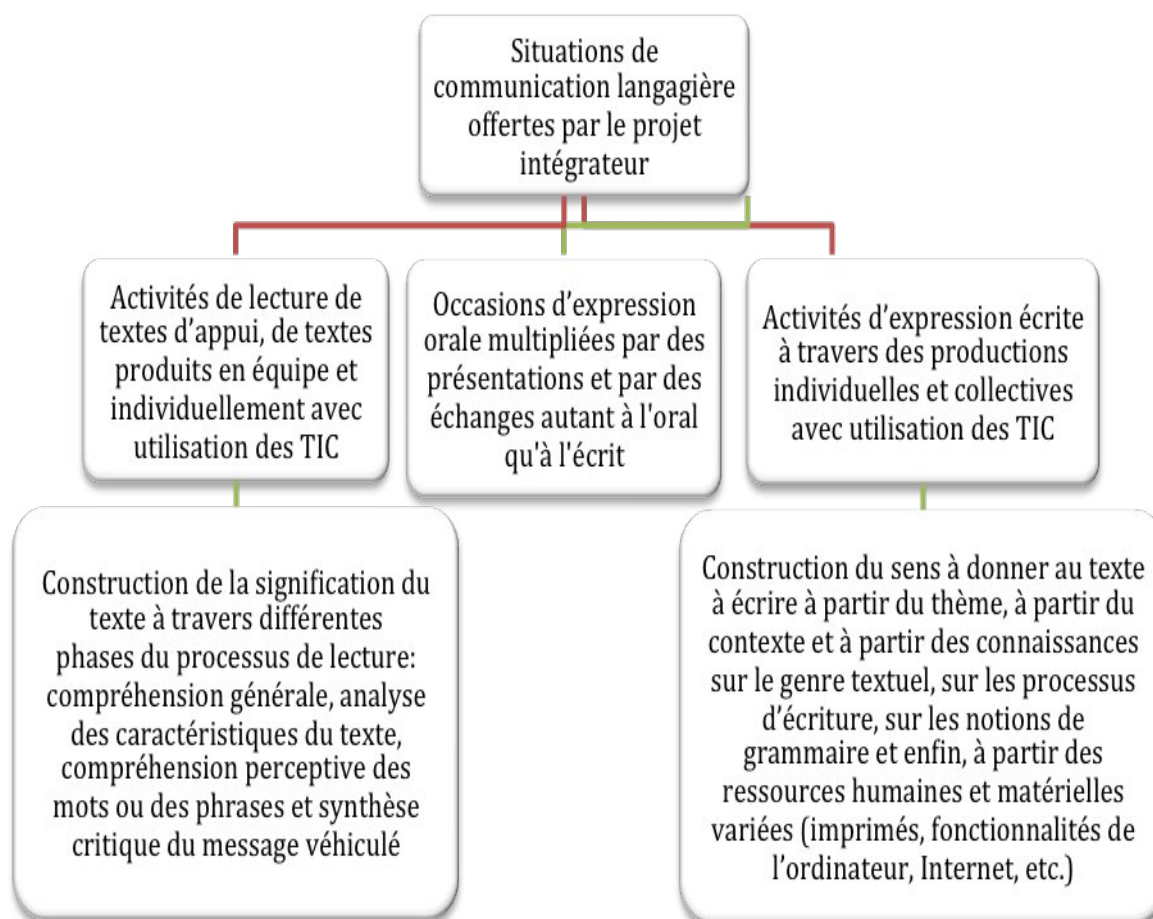 Situations de
communication langagière
offertes par le projet
intégrateur
Activités de lecture de
textes d'appui, de textes
produits en équipe et
individuellement avec
utilisation des TIC
Occasions d'expression
orale multipliées par des
présentations et par des
échanges autant à l'oral
qu'à l'écrit
Activités d'expression écrite
à travers des productions
individuelles et collectives
avec utilisation des TIC
Construction de la signification du
texte à travers différentes
phases du processus de lecture:
compréhension générale, analyse
des caractéristiques du texte,
compréhension perceptive des
mots ou des phrases et synthèse
critique du message véhiculé
Construction du sens à donner au texte
à écrire à partir du thème, à partir du
contexte et à partir des connaissances
sur le genre textuel, sur les processus
d'écriture, sur les notions de
grammaire et enfin, à partir des
ressources humaines et matérielles
variées (imprimés, fonctionnalités de
l'ordinateur, Internet, etc.)